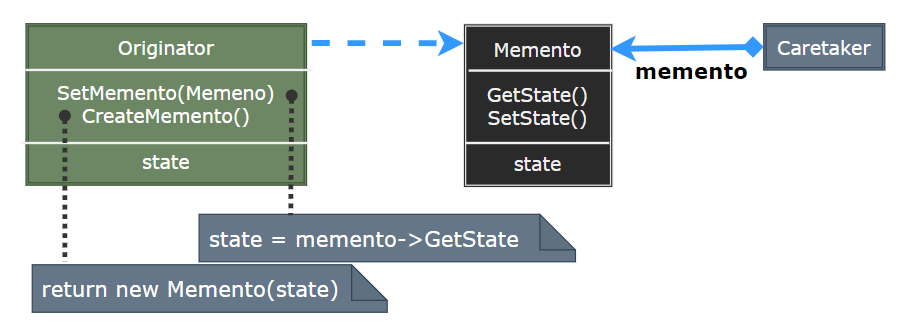 Originator
SetMemento(Memeno)
CreateMemento()
state
Memento
GetState()
SetState()
state
memento
Caretaker
state = memento->GetState
return new Memento(state)